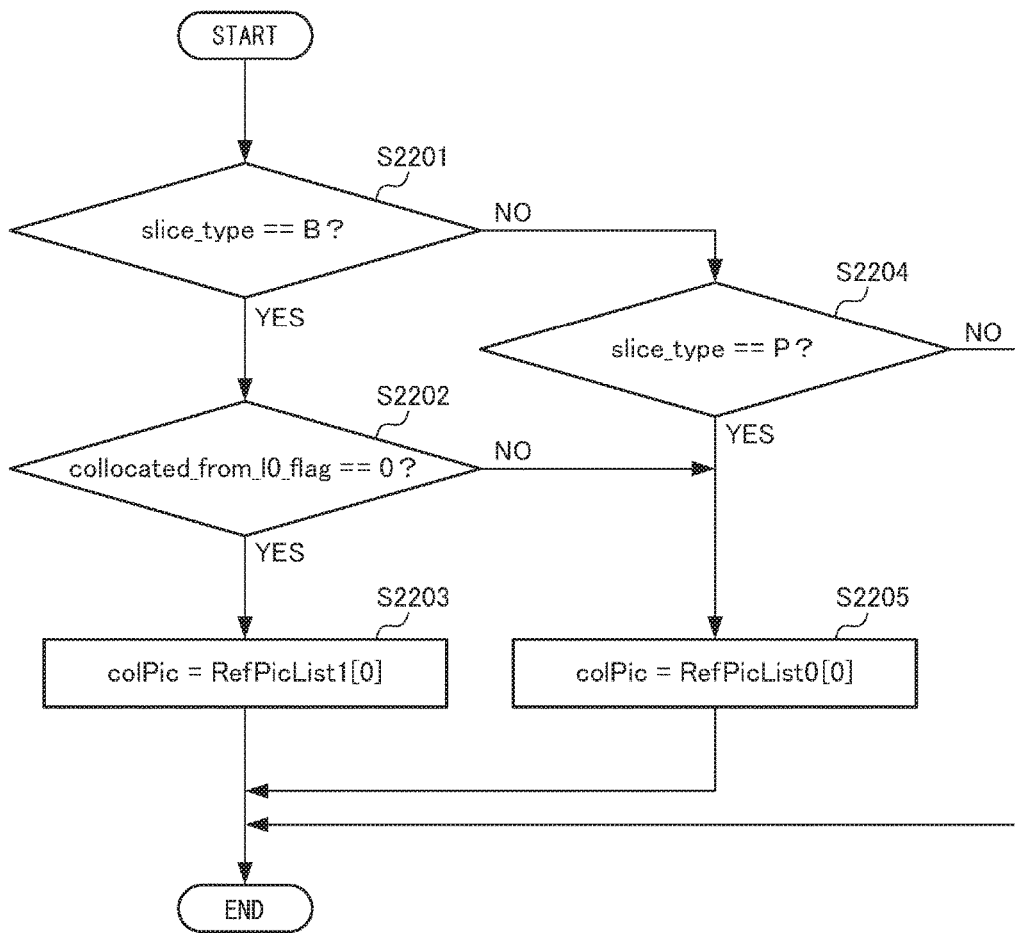 START
S2201
slice_type == B?
NO
YES
S2204
slice_type == P?
NO
YES
S2202
collocated_from_l0_flag == 0?
NO
YES
S2203
colPic = RefPicList1[0]
S2205
colPic = RefPicList0[0]
END